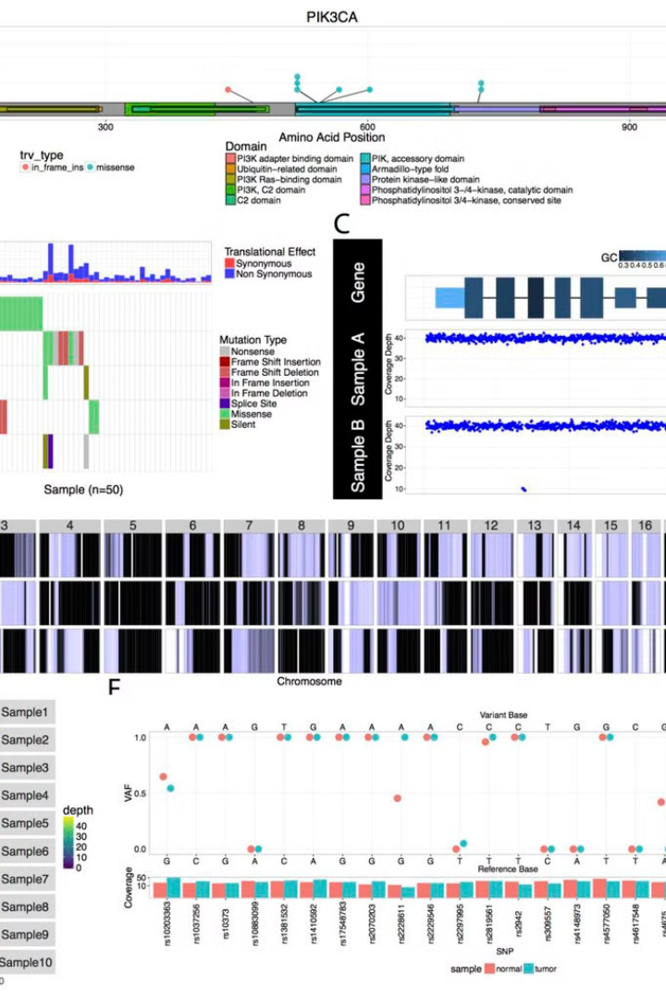 PIK3CA
300 600 900
Amino Acid Position
trv_type
in_frame_ins missense
Domain
PI3K adapter binding domain
Ubiquitin-related domain
PI3K Ras-binding domain
PI3K, C2 domain
C2 domain
PIK, accessory domain
Armadillo-type fold
Protein kinase-like domain
Phosphatidylinositol 3-/4-kinase, catalytic domain
Phosphatidylinositol 3/4-kinase, conserved site
Translational Effect
Synonymous
Non Synonymous
Mutation Type
Nonsense
Frame Shift Insertion
Frame Shift Deletion
In Frame Insertion
In Frame Deletion
Splice Site
Missense
Silent
Sample (n=50)
C
GC
0.3 0.4 0.5 0.6
Gene
Sample A
Coverage Depth
40
30
20
10
Sample B
Coverage Depth
40
30
20
10
3 4 5 6 7 8 9 10 11 12 13 14 15 16
Chromosome
Sample1
Sample2
Sample3
Sample4
Sample5
Sample6
Sample7
Sample8
Sample9
Sample10
depth
40
30
20
10
0
F
Variant Base
A A A G T G A A A A C C C T G G C G
VAF
1.0
0.5
0.0
G C G A C A G G G G T T T C A T T A
Reference Base
Coverage
50
10
rs10203363
rs1037256
rs10373
rs10883099
rs1381532
rs1410592
rs17548783
rs2070203
rs2228611
rs2229546
rs2297995
rs2819561
rs2942
rs309557
rs4148973
rs4577050
rs4617548
SNP
sample normal tumor